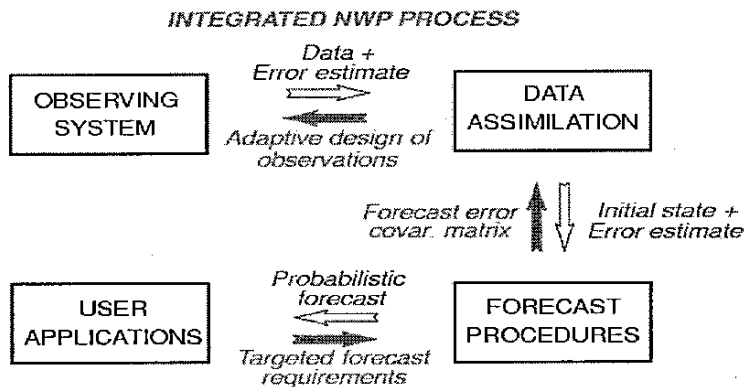 INTEGRATED NWP PROCESS
Data +
Error estimate
OBSERVING
SYSTEM
DATA
ASSIMILATION
Adaptive design of
observations
Forecast error
covar. matrix
Initial state +
Error estimate
Probabilistic
forecast
USER
APPLICATIONS
FORECAST
PROCEDURES
Targeted forecast
requirements